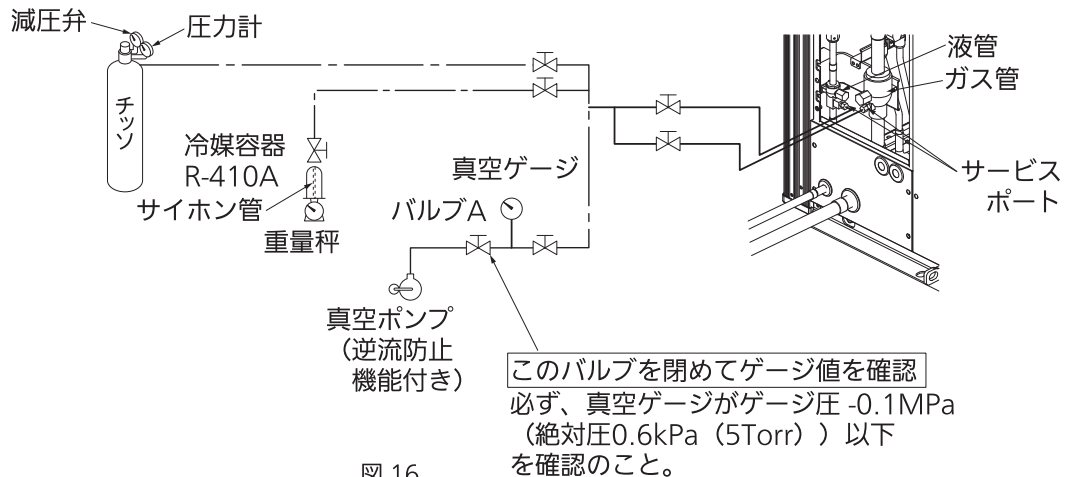 減圧弁
圧力計
チッソ
冷媒容器
R-410A
サイホン管
重量秤
真空ゲージ
バルブA
真空ポンプ
（逆流防止
機能付き）
液管
ガス管
サービス
ポート
このバルブを閉めてゲージ値を確認
必ず、真空ゲージがゲージ圧 -0.1MPa
（絶対圧0.6kPa（5Torr））以下
を確認のこと。
図 16